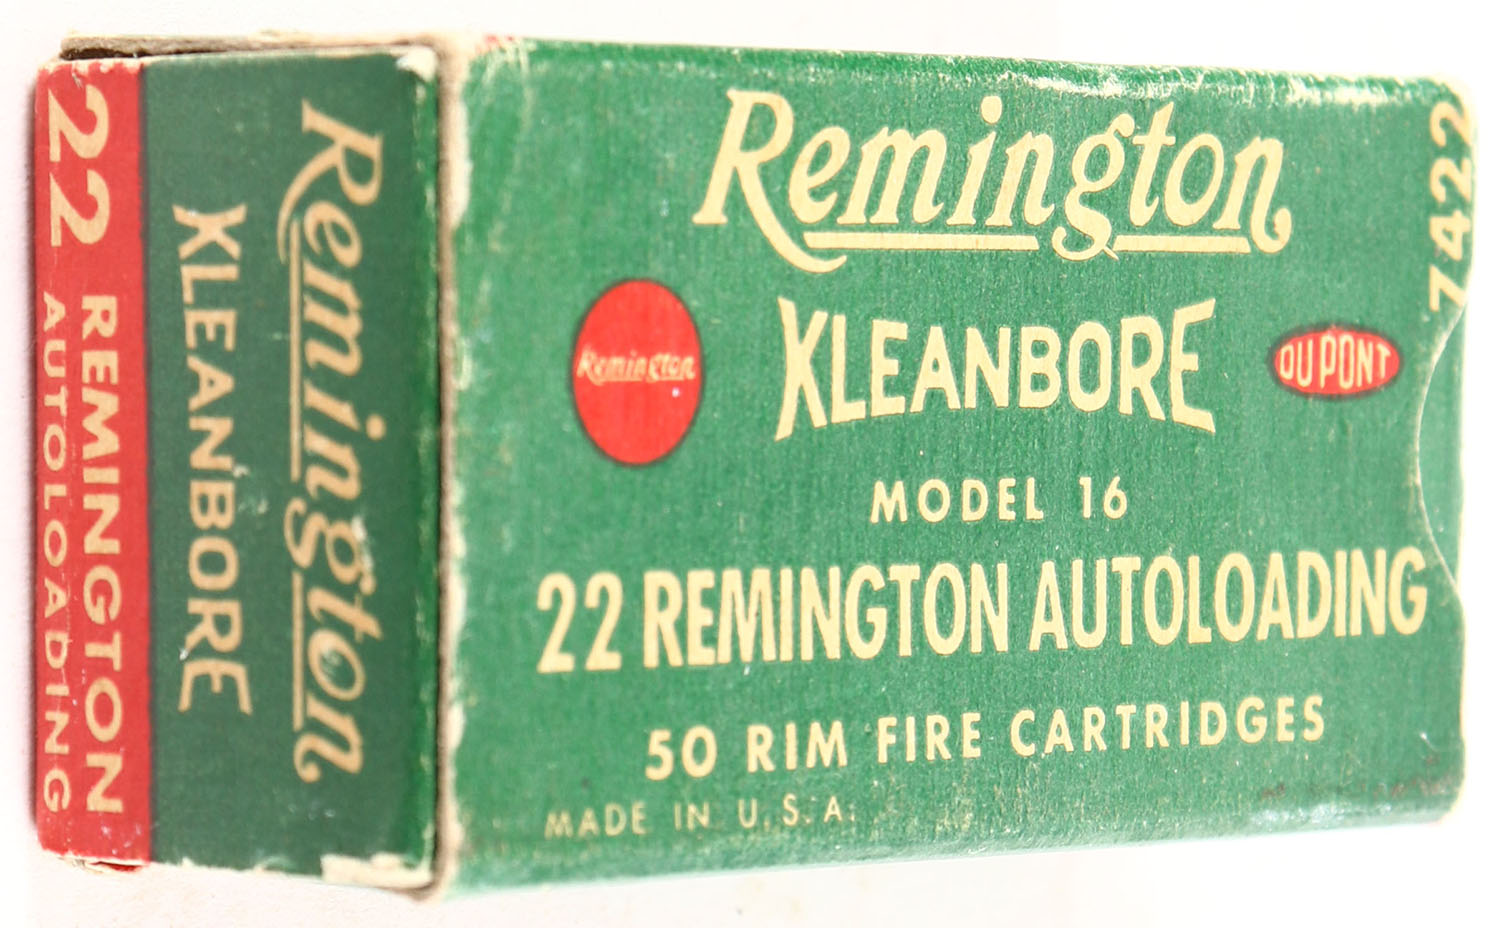 22 REMINGTON
AUTOLOADING
Remington
KLEANBORE
Remington
Remington
KLEANBORE
DU PONT
7422
MODEL 16
22 REMINGTON AUTOLOADING
50 RIM FIRE CARTRIDGES
MADE IN U.S.A.